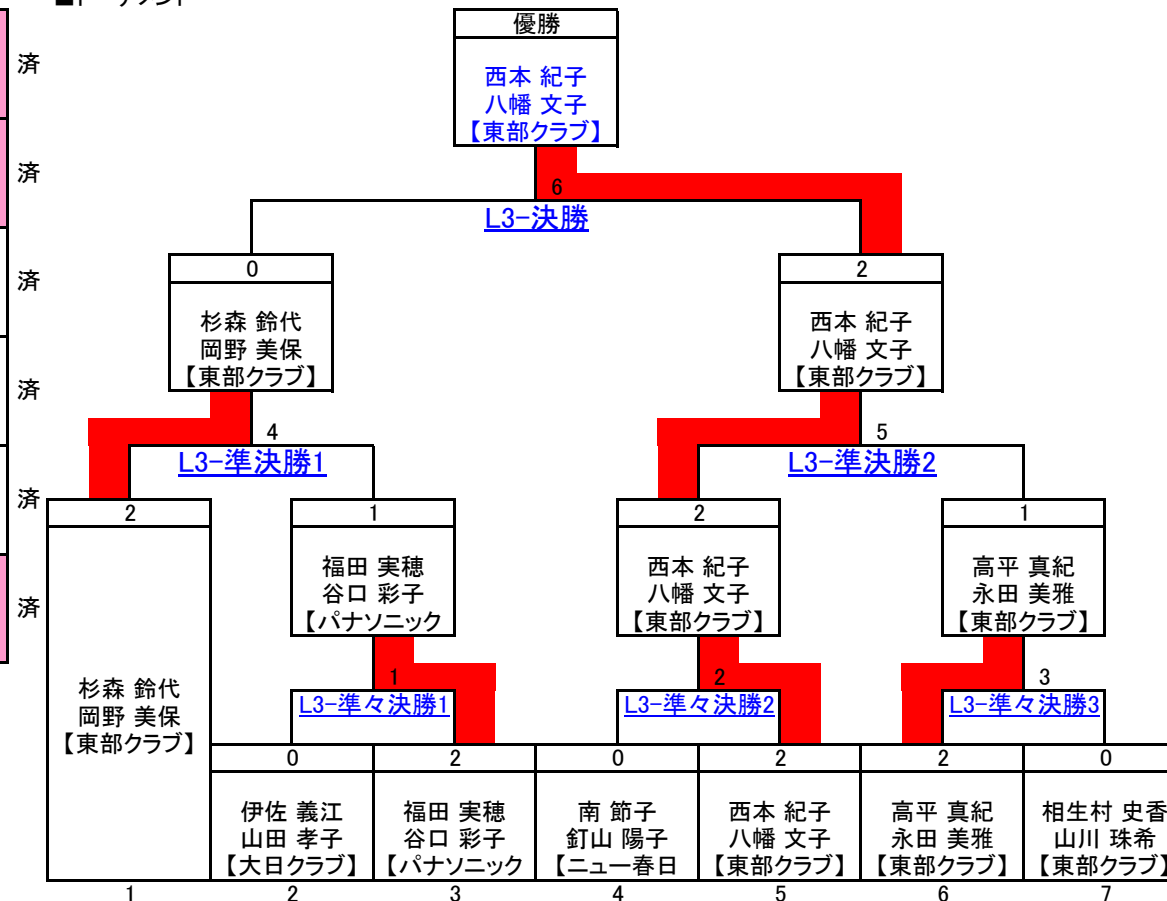 優勝
済
西本 紀子
八幡 文子
【東部クラブ】
済
6
L3-決勝
済
0
2
杉森 鈴代
岡野 美保
【東部クラブ】
西本 紀子
八幡 文子
【東部クラブ】
済
4
5
L3-準決勝1
L3-準決勝2
済
2
1
2
1
福田 実穂
谷口 彩子
【パナソニック
西本 紀子
八幡 文子
【東部クラブ】
高平 真紀
永田 美雅
【東部クラブ】
済
杉森 鈴代
岡野 美保
【東部クラブ】
1
2
3
L3-準々決勝1
L3-準々決勝2
L3-準々決勝3
0
2
0
2
2
0
伊佐 義江
山田 孝子
【大日クラブ】
福田 実穂
谷口 彩子
【パナソニック
南 節子
釘山 陽子
【ニュー春日
西本 紀子
八幡 文子
【東部クラブ】
高平 真紀
永田 美雅
【東部クラブ】
相生村 史香
山川 珠希
【東部クラブ】
1
2
3
4
5
6
7